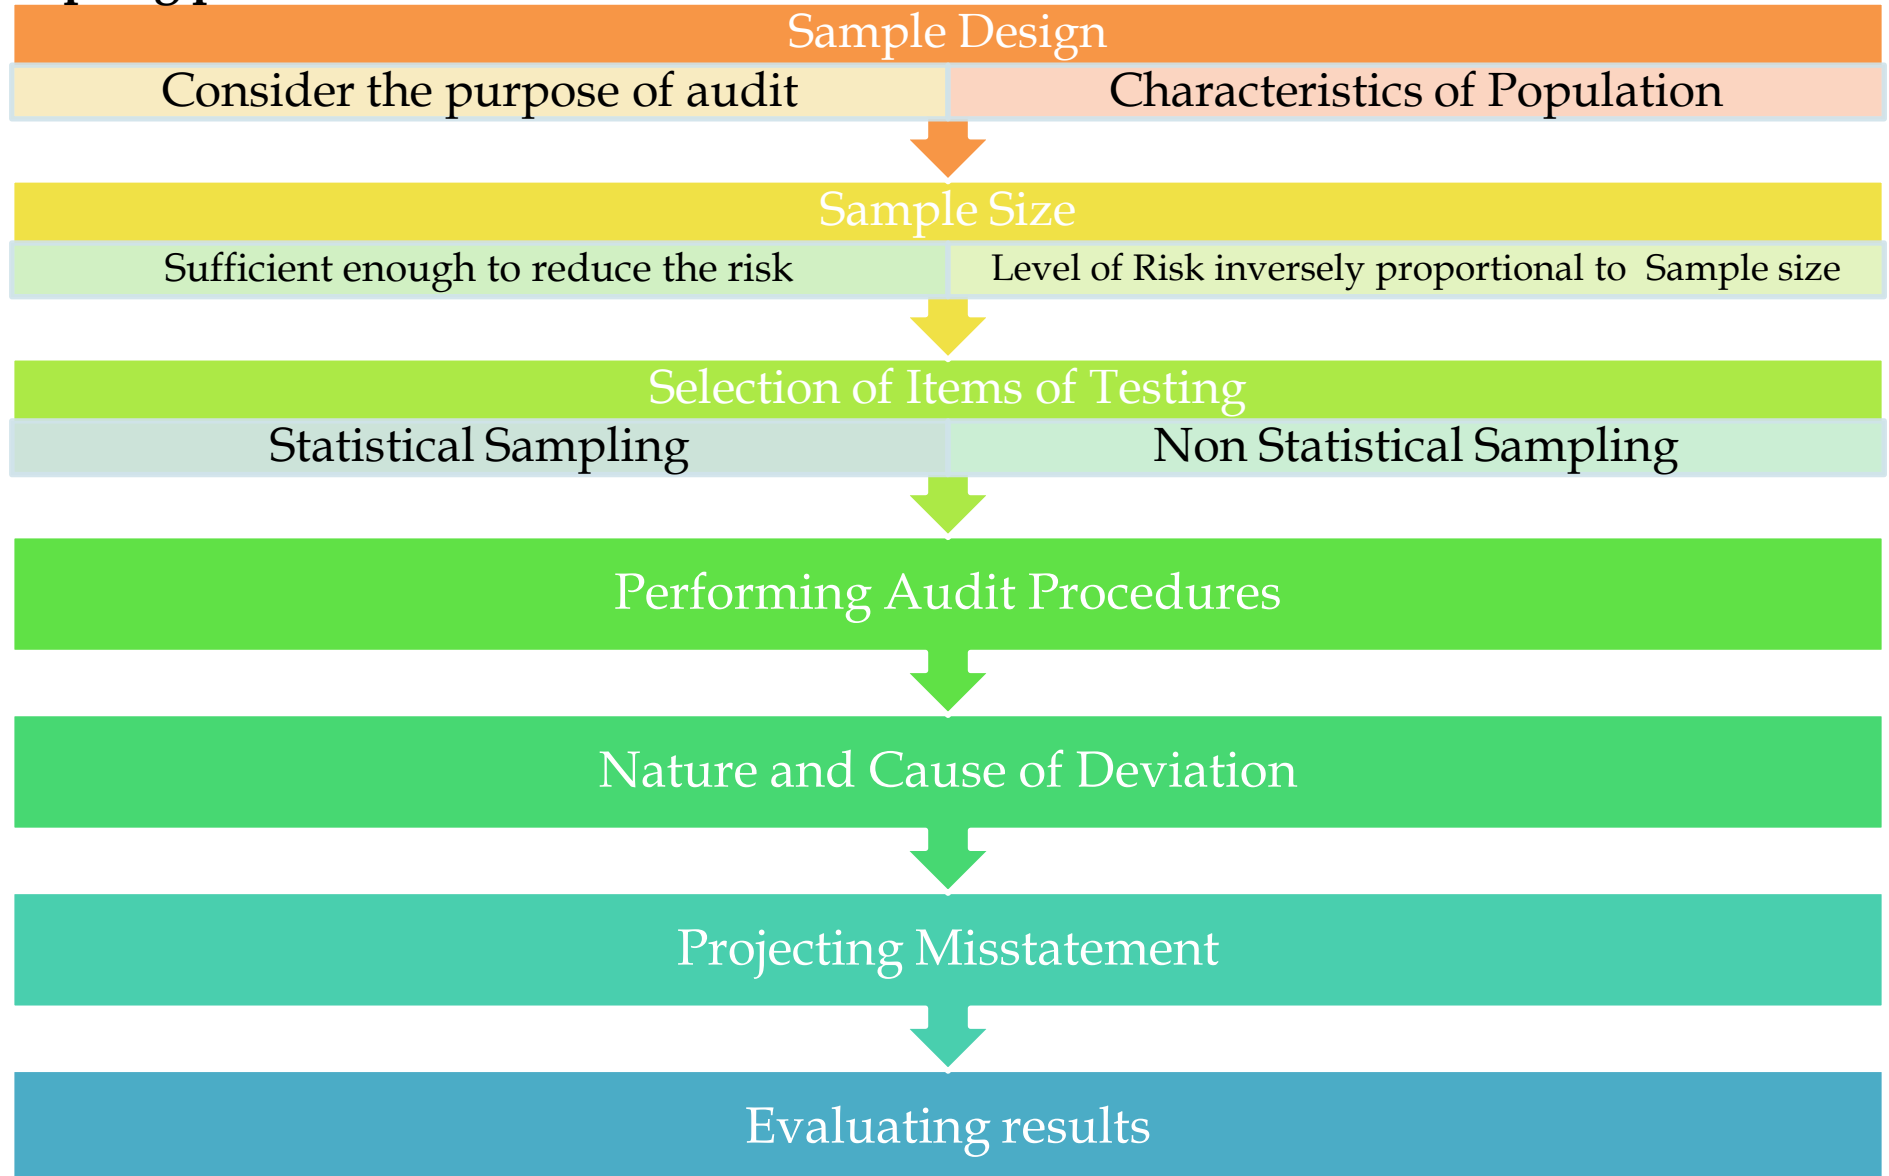 Sample Design
Consider the purpose of audit
Characteristics of Population
Sample Size
Sufficient enough to reduce the risk
Level of Risk inversely proportional to Sample size
Selection of Items of Testing
Statistical Sampling
Non Statistical Sampling
Performing Audit Procedures
Nature and Cause of Deviation
Projecting Misstatement
Evaluating results